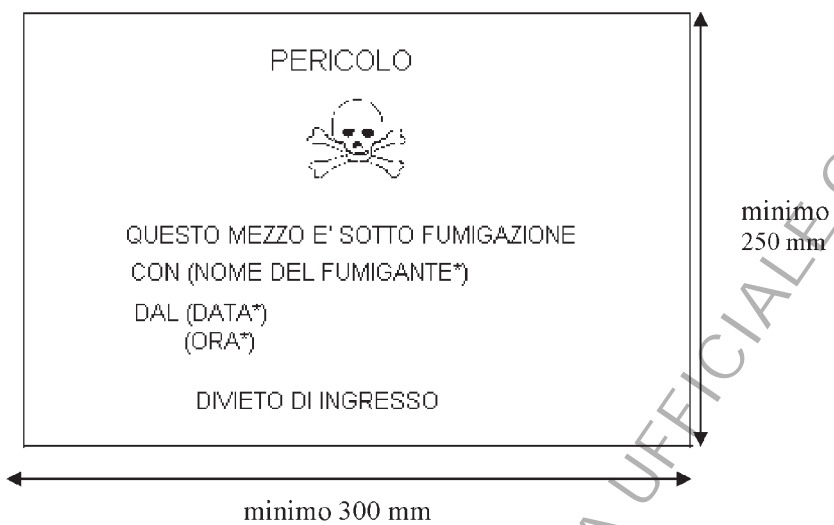 PERICOLO
QUESTO MEZZO E' SOTTO FUMIGAZIONE
CON (NOME DEL FUMIGANTE*)
DAL (DATA*)
(ORA*)
DIVIETO DI INGRESSO
minimo
250 mm
minimo 300 mm
UFFICIALE